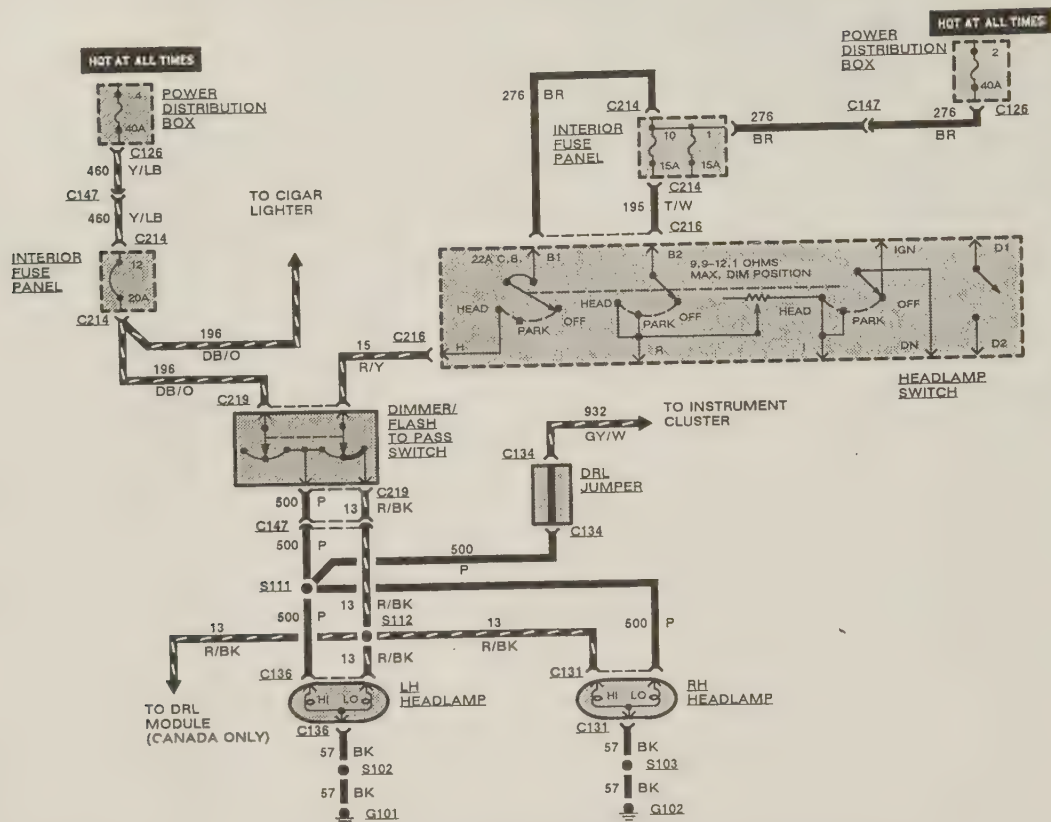 HOT AT ALL TIMES
POWER
DISTRIBUTION
BOX
4
40A
C126
460 Y/LB
C147
460 Y/LB
C214
INTERIOR
FUSE
PANEL
12
20A
C214
196
DB/O
TO CIGAR
LIGHTER
196
DB/O
C219
HOT AT ALL TIMES
POWER
DISTRIBUTION
BOX
2
40A
C126
276
BR
C147
276
BR
276 BR
C214
INTERIOR
FUSE
PANEL
10 1
15A 15A
C214
195 T/W
C216
22A C.B. B1 B2 IGN D1
9.9-12.1 OHMS
MAX, DIM POSITION
HEAD PARK OFF
HEAD PARK OFF
HEAD PARK OFF
H R I DN D2
HEADLAMP
SWITCH
C216
15
R/Y
DIMMER/
FLASH
TO PASS
SWITCH
C219
500 P 13 R/BK
C147
500 P
932
GY/W
TO INSTRUMENT
CLUSTER
C134
DRL
JUMPER
C134
500
P
S111
13 R/BK
500 P
S112
13
R/BK
13
R/BK
500 P
13 R/BK
C136
HI LO
LH
HEADLAMP
C131
HI LO
RH
HEADLAMP
TO DRL
MODULE
(CANADA ONLY)
C136
57 BK
S102
57 BK
G101
C131
57 BK
S103
57 BK
G102